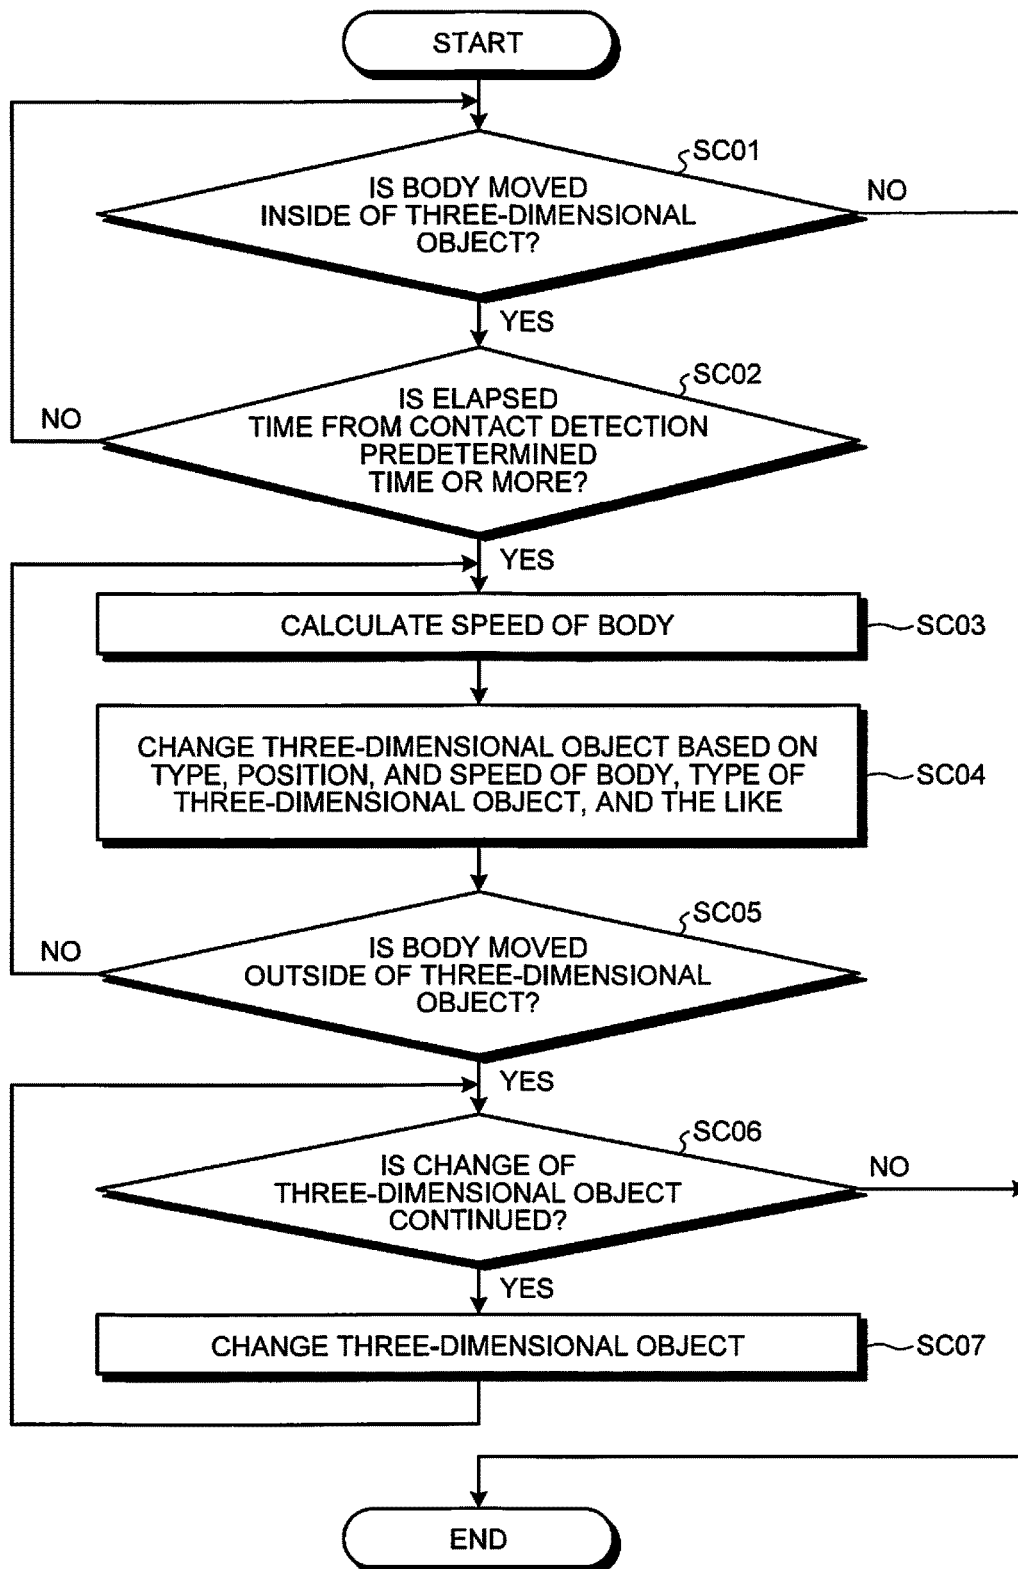 START
SC01
IS BODY MOVED
INSIDE OF THREE-DIMENSIONAL
OBJECT?
NO
YES
SC02
IS ELAPSED
TIME FROM CONTACT DETECTION
PREDETERMINED
TIME OR MORE?
NO
YES
CALCULATE SPEED OF BODY
SC03
CHANGE THREE-DIMENSIONAL OBJECT BASED ON
TYPE, POSITION, AND SPEED OF BODY, TYPE OF
THREE-DIMENSIONAL OBJECT, AND THE LIKE
SC04
SC05
IS BODY MOVED
OUTSIDE OF THREE-DIMENSIONAL
OBJECT?
NO
YES
SC06
IS CHANGE OF
THREE-DIMENSIONAL OBJECT
CONTINUED?
NO
YES
CHANGE THREE-DIMENSIONAL OBJECT
SC07
END